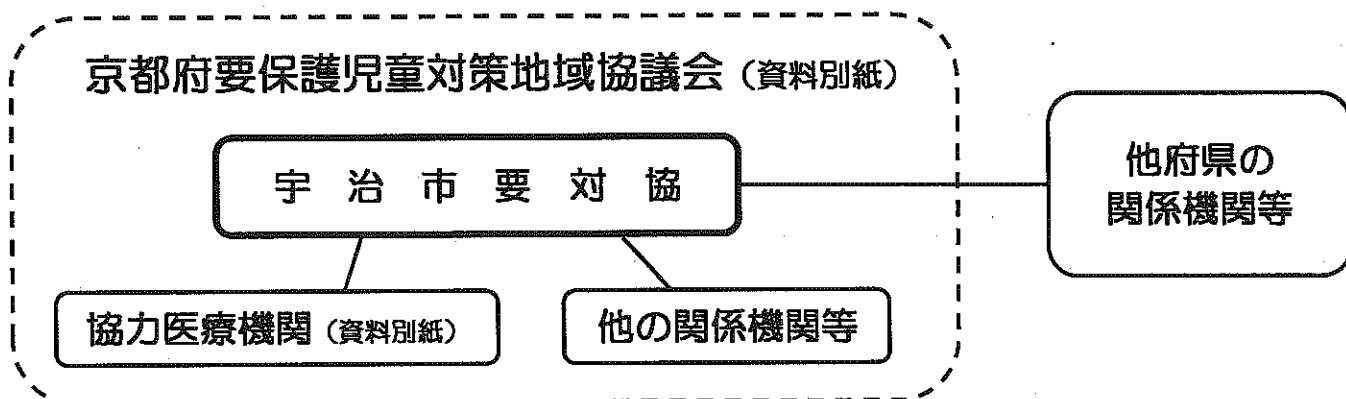 京都府要保護児童対策地域協議会（資料別紙）
宇治市要対協
他府県の
関係機関等
協力医療機関（資料別紙）
他の関係機関等